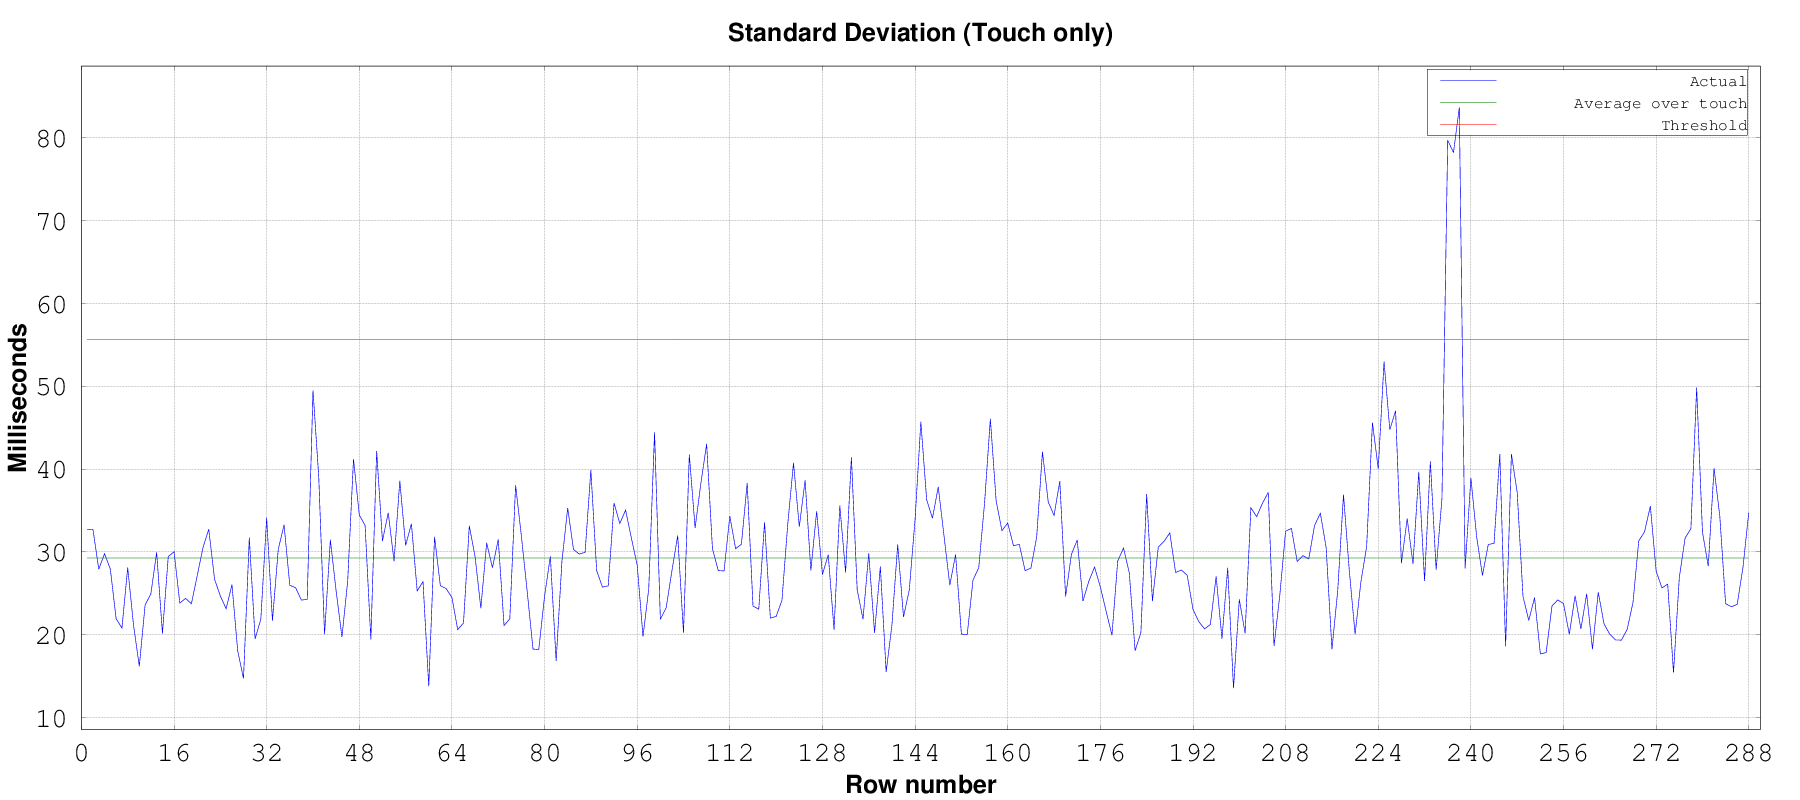 Standard Deviation (Touch only)
Actual
Average over touch
Threshold
80
70
60
50
40
30
20
10
Milliseconds
0 16 32 48 64 80 96 112 128 144 160 176 192 208 224 240 256 272 288
Row number